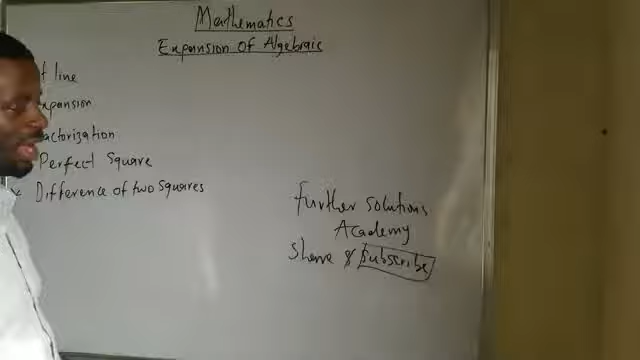 Mathematics
Expansion of Algebraic
t line
xpansion
actorization
Perfect Square
Difference of two Squares
further solutions
Academy
Share & Subscribe